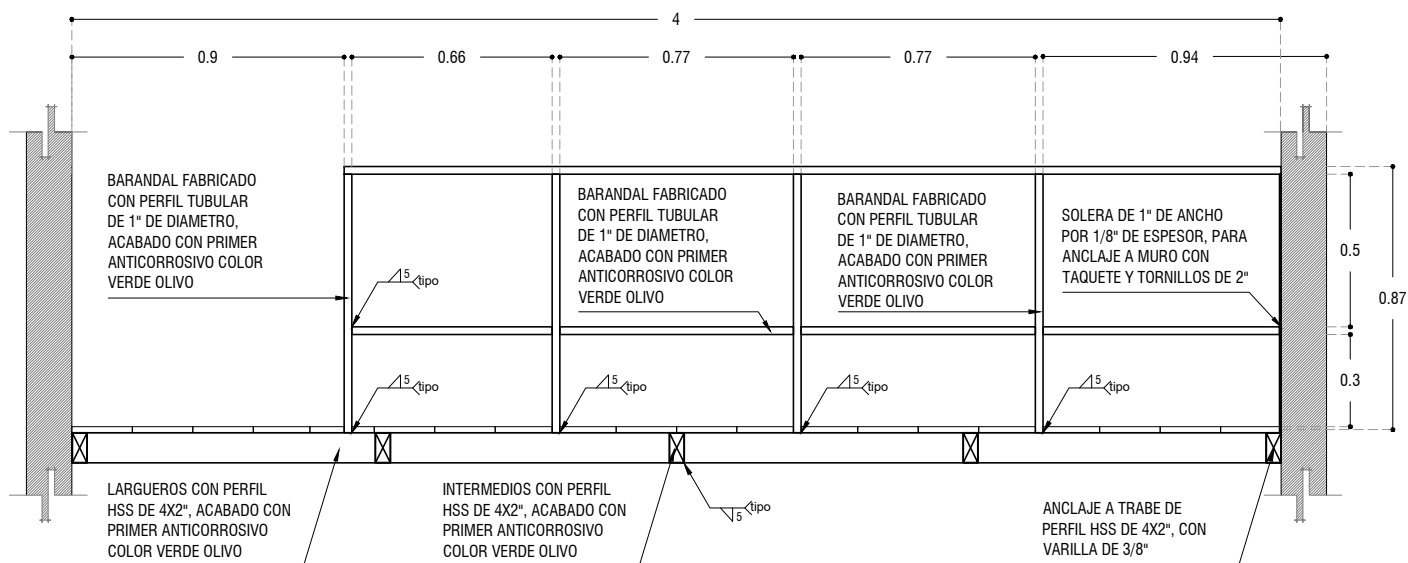 4
0.9
0.66
0.77
0.77
0.94
BARANDAL FABRICADO
CON PERFIL TUBULAR
DE 1" DE DIAMETRO,
ACABADO CON PRIMER
ANTICORROSIVO COLOR
VERDE OLIVO
BARANDAL FABRICADO
CON PERFIL TUBULAR
DE 1" DE DIAMETRO,
ACABADO CON PRIMER
ANTICORROSIVO COLOR
VERDE OLIVO
BARANDAL FABRICADO
CON PERFIL TUBULAR
DE 1" DE DIAMETRO,
ACABADO CON PRIMER
ANTICORROSIVO COLOR
VERDE OLIVO
SOLERA DE 1" DE ANCHO
POR 1/8" DE ESPESOR, PARA
ANCLAJE A MURO CON
TAQUETE Y TORNILLOS DE 2"
0.5
0.87
0.3
5 tipo
5 tipo
5 tipo
5 tipo
5 tipo
LARGUEROS CON PERFIL
HSS DE 4X2", ACABADO CON
PRIMER ANTICORROSIVO
COLOR VERDE OLIVO
INTERMEDIOS CON PERFIL
HSS DE 4X2", ACABADO CON
PRIMER ANTICORROSIVO
COLOR VERDE OLIVO
5 tipo
ANCLAJE A TRABE DE
PERFIL HSS DE 4X2", CON
VARILLA DE 3/8"